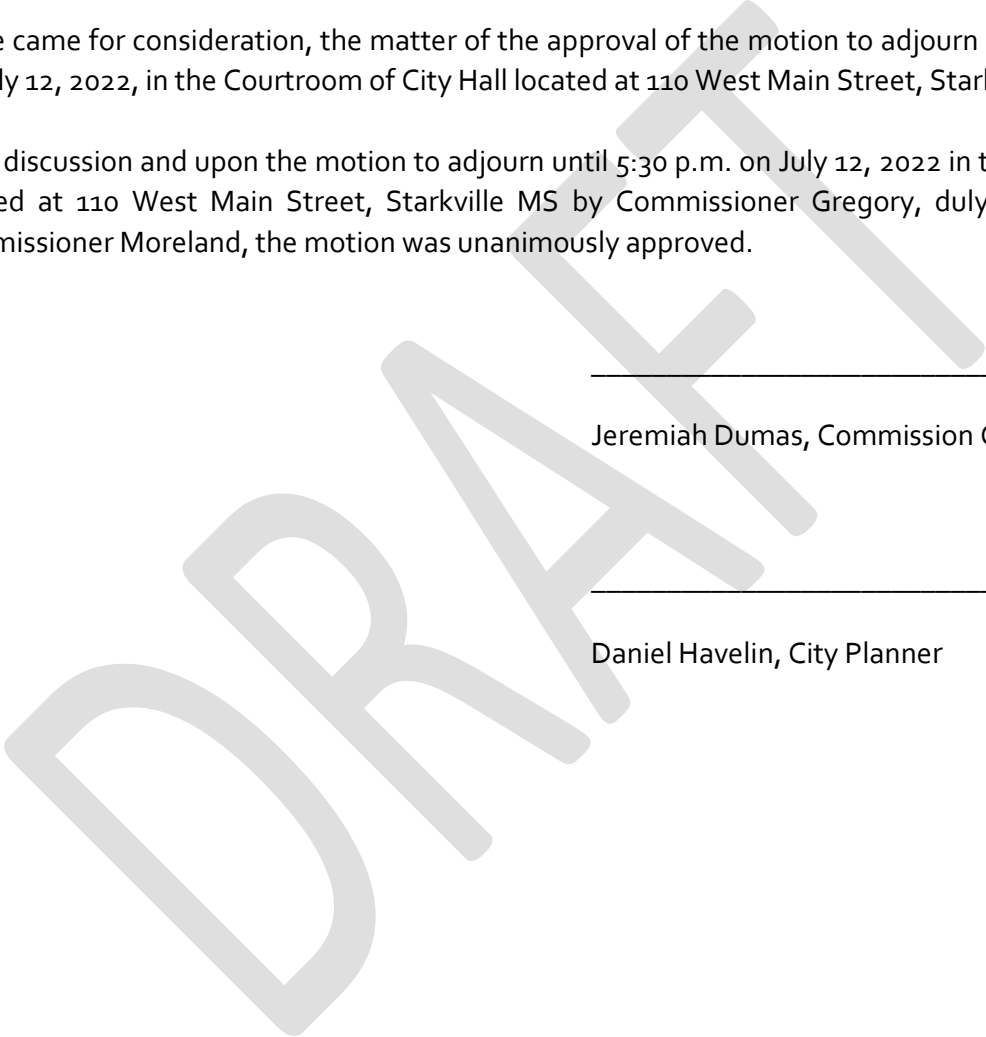 came for consideration, the matter of the approval of the motion to adjourn
12, 2022, in the Courtroom of City Hall located at 110 West Main Street,
discussion and upon the motion to adjourn until 5:30 p.m. on July 12, 2022 in
at 110 West Main Street, Starkville MS by Commissioner Gregory, duly
Moreland, the motion was unanimously approved.
Jeremiah Dumas, Commission
Daniel Havelin, City Planner
DRAFT